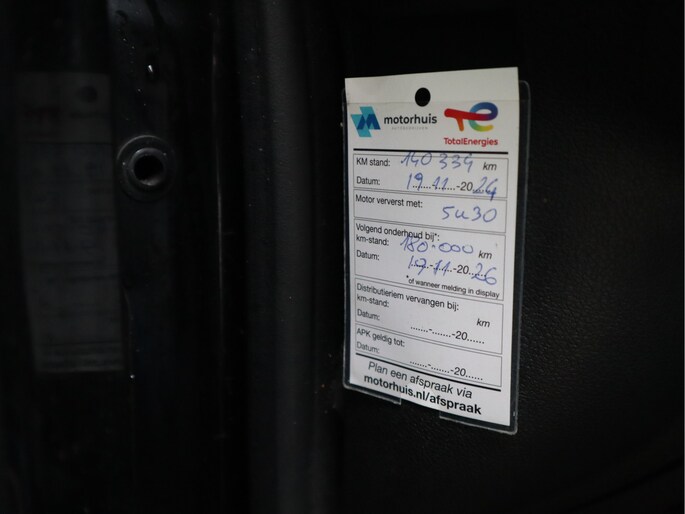 motorhuis
TotalEnergies
KM stand: 140 334 km
Datum: 19-11-2024
Motor ververst met: 5w30
Volgend onderhoud bij*:
km-stand: 180.000 km
Datum: 19-11-2026
*of wanneer melding in display
Distributieriem vervangen bij:
km-stand: km
Datum: ......-......-20......
APK geldig tot:
Datum: ......-......-20......
Plan een afspraak via
motorhuis.nl/afspraak